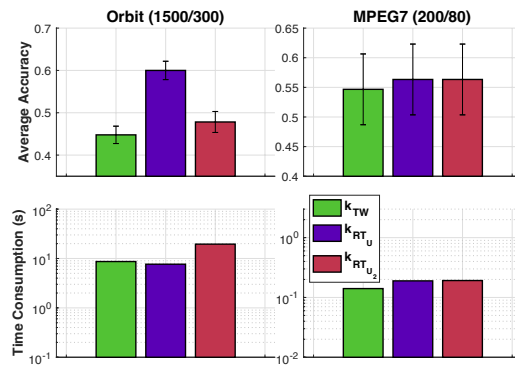 Orbit (1500/300)
MPEG7 (200/80)
Average Accuracy
0.7
0.6
0.5
0.4
0.65
0.6
0.55
0.5
0.45
0.4
Time Consumption (s)
10^2
10^1
10^0
10^-1
10^0
10^-1
10^-2
k_TW
k_RT_U
k_RT_U_2